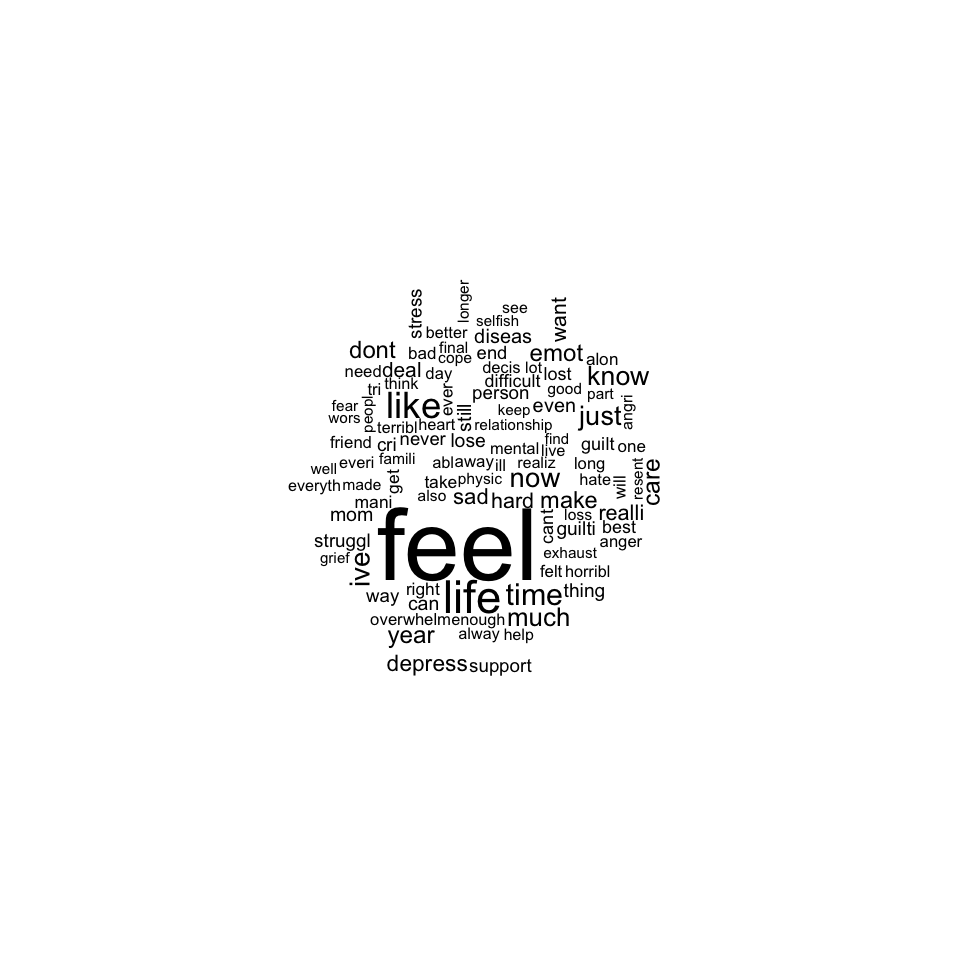 longer
stress
see
want
selfish
better
diseas
dont
bad
final
cope
end
emot
alon
need
deal
day
decis
lot
lost
know
tri
think
difficult
good
part
fear
peopl
like
ever
still
person
keep
even
just
angri
wors
terribl
heart
relationship
friend
cri
never
lose
mental
find
live
guilt
one
well
everi
famili
abl
away
ill
realiz
long
resent
care
everyth
made
get
take
physic
now
hate
will
mani
also
sad
hard
make
mom
feel
cant
loss
realli
guilti
best
struggl
anger
grief
ive
exhaust
felt
horribl
way
right
can
life
time
thing
overwhelm
enough
much
year
alway
help
depress
support